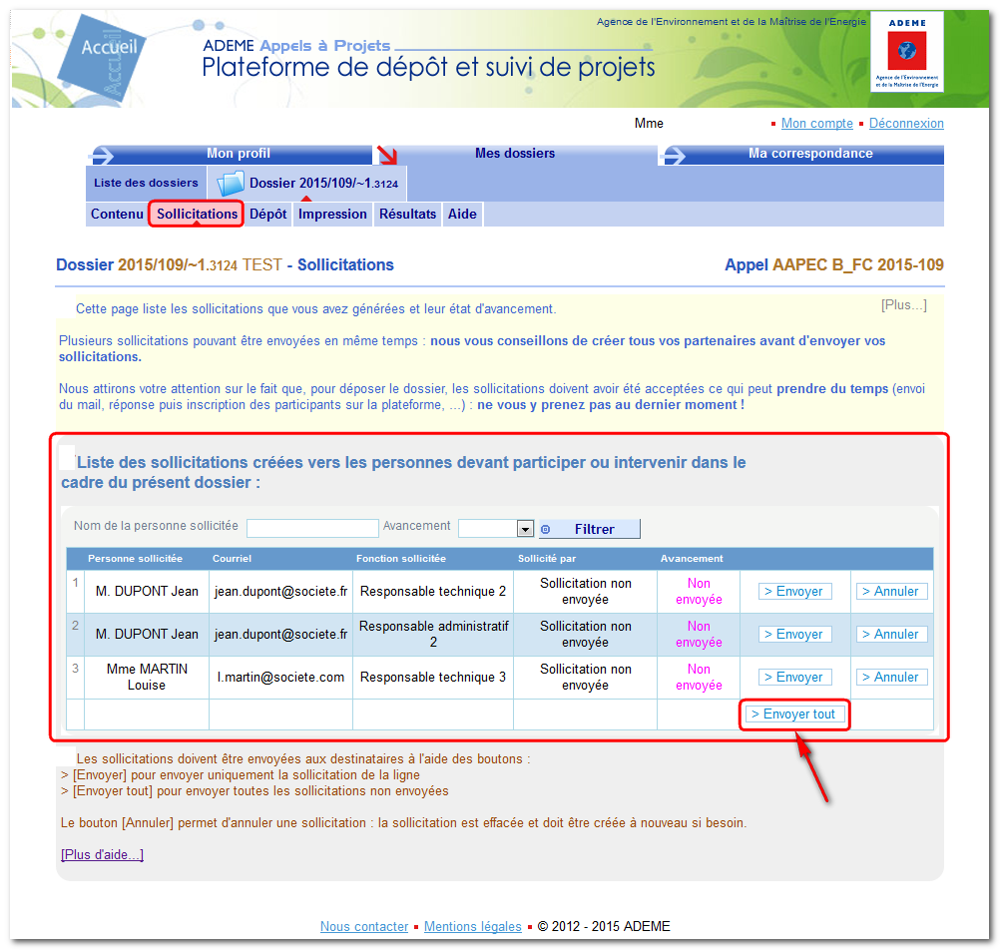 Agence de l'Environnement et de la Maîtrise de l'Energie
ADEME
Accueil
Accueil
ADEME Appels à Projets
Plateforme de dépôt et suivi de projets
Agence de l'Environnement
et de la Maîtrise de l'Energie
Mme
Mon compte Déconnexion
Mon profil Mes dossiers Ma correspondance
Liste des dossiers Dossier 2015/109/~1.3124
Contenu Sollicitations Dépôt Impression Résultats Aide
Dossier 2015/109/~1.3124 TEST - Sollicitations Appel AAPEC B_FC 2015-109
Cette page liste les sollicitations que vous avez générées et leur état d'avancement. [Plus...]
Plusieurs sollicitations pouvant être envoyées en même temps : nous vous conseillons de créer tous vos partenaires avant d'envoyer vos
sollicitations.
Nous attirons votre attention sur le fait que, pour déposer le dossier, les sollicitations doivent avoir été acceptées ce qui peut prendre du temps (envoi
du mail, réponse puis inscription des participants sur la plateforme, ...) : ne vous y prenez pas au dernier moment !
Liste des sollicitations créées vers les personnes devant participer ou intervenir dans le
cadre du présent dossier :
Nom de la personne sollicitée Avancement Filtrer
Personne sollicitée Courriel Fonction sollicitée Sollicité par Avancement
1 M. DUPONT Jean jean.dupont@societe.fr Responsable technique 2 Sollicitation non envoyée Non envoyée > Envoyer > Annuler
2 M. DUPONT Jean jean.dupont@societe.fr Responsable administratif 2 Sollicitation non envoyée Non envoyée > Envoyer > Annuler
3 Mme MARTIN Louise l.martin@societe.com Responsable technique 3 Sollicitation non envoyée Non envoyée > Envoyer > Annuler
> Envoyer tout
Les sollicitations doivent être envoyées aux destinataires à l'aide des boutons :
> [Envoyer] pour envoyer uniquement la sollicitation de la ligne
> [Envoyer tout] pour envoyer toutes les sollicitations non envoyées
Le bouton [Annuler] permet d'annuler une sollicitation : la sollicitation est effacée et doit être créée à nouveau si besoin.
[Plus d'aide...]
Nous contacter Mentions légales © 2012 - 2015 ADEME